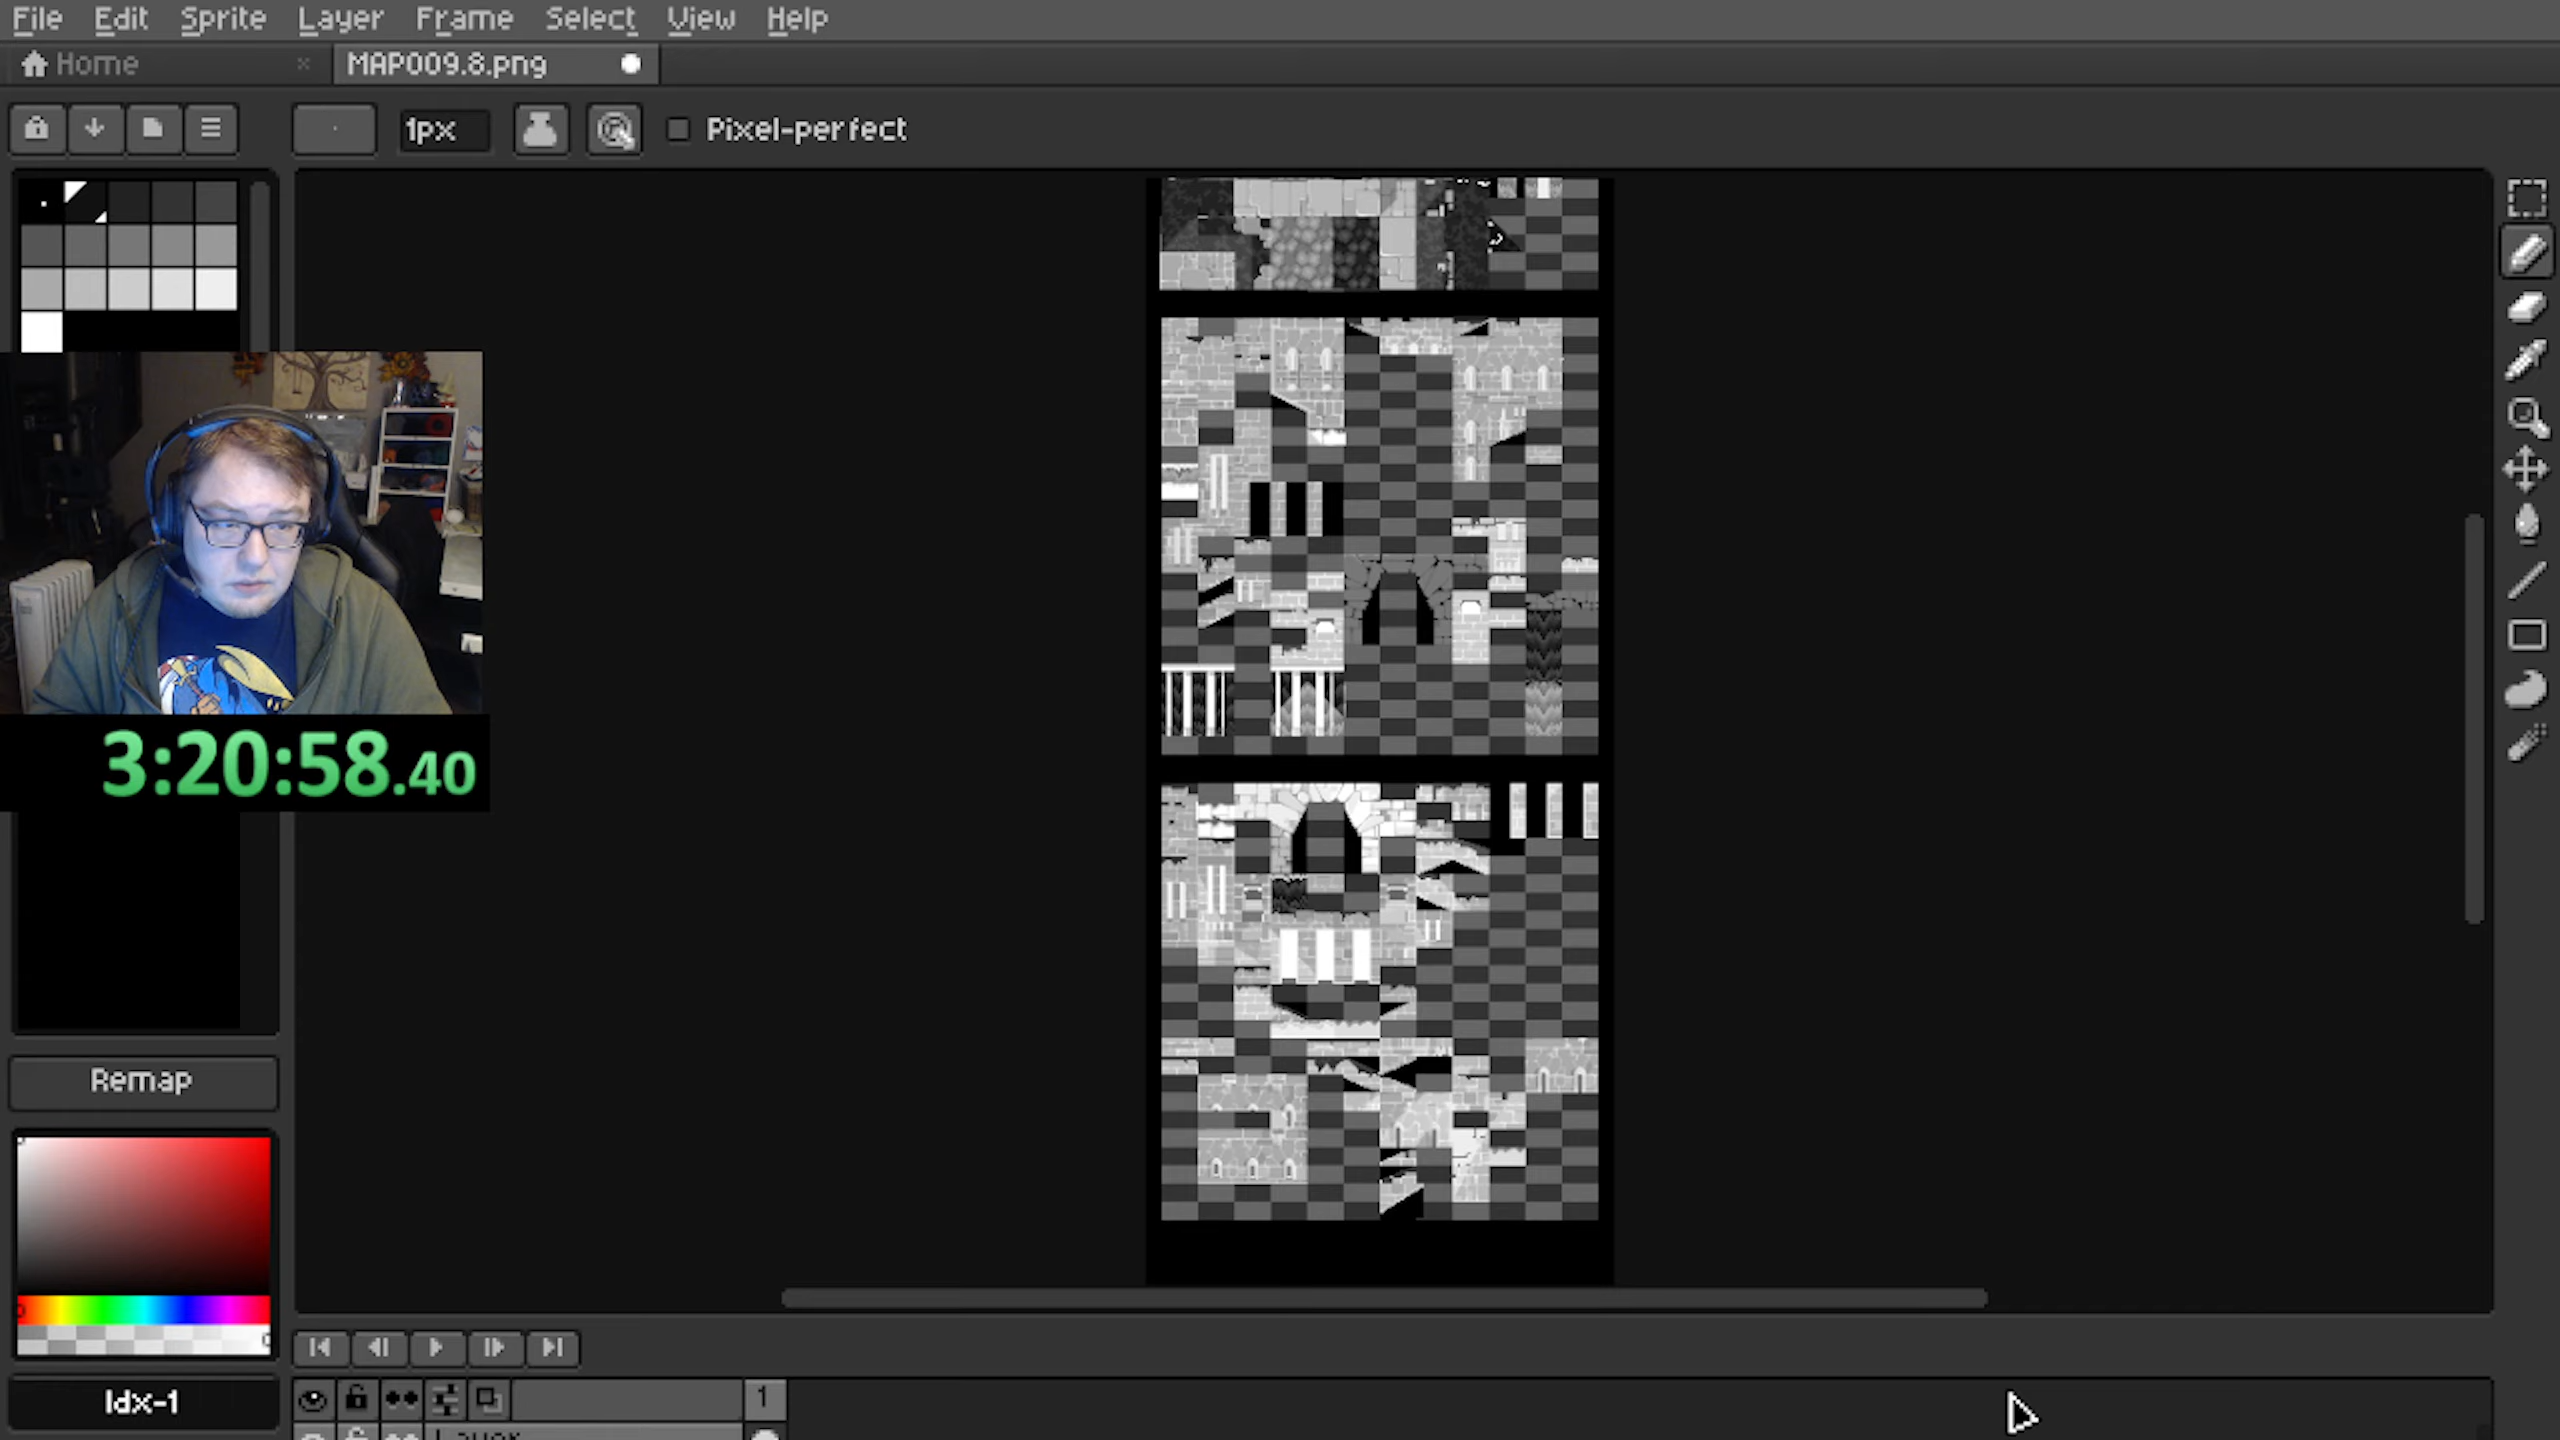 File Edit Sprite Layer Frame Select View Help
Home × MAP009.8.png
1px Pixel-perfect
3:20:58.40
Remap
Idx-1
1
Layer